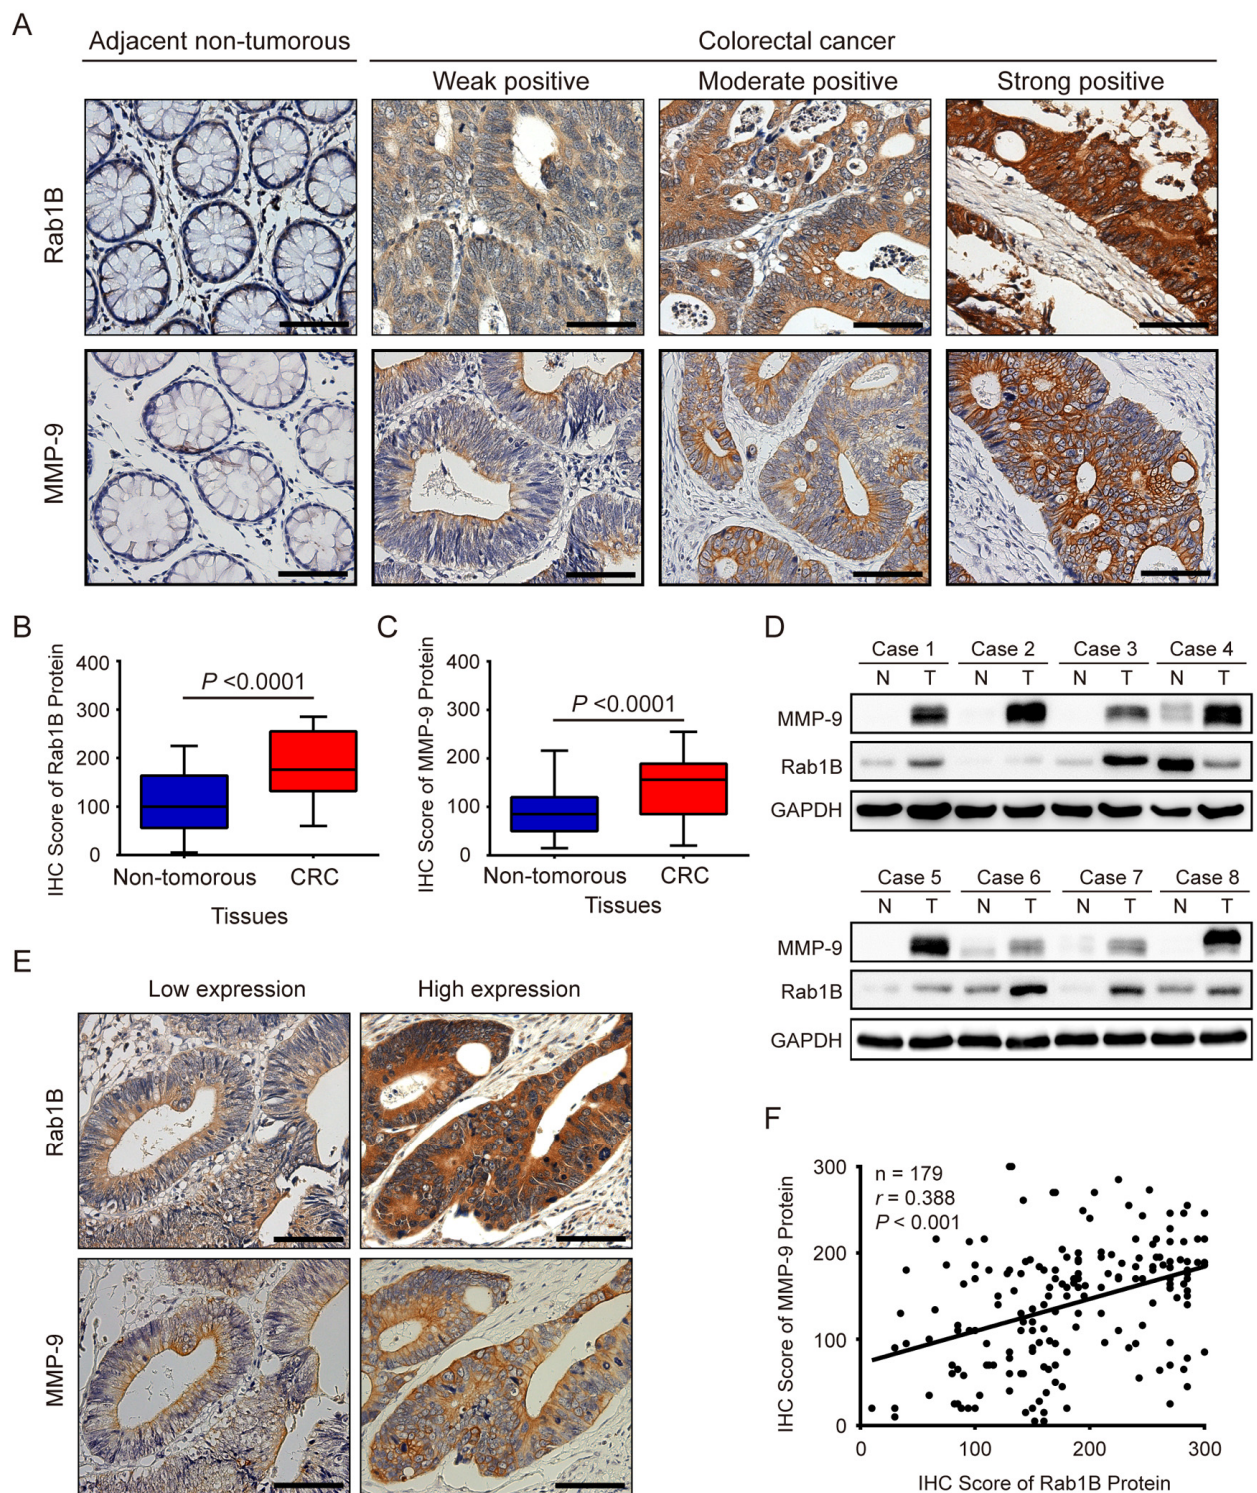 A
Adjacent non-tumorous
Colorectal cancer
Weak positive
Moderate positive
Strong positive
Rab1B
MMP-9
B
IHC Score of Rab1B Protein
400
300
200
100
0
P <0.0001
Non-tomorous
CRC
Tissues
C
IHC Score of MMP-9 Protein
400
300
200
100
0
P <0.0001
Non-tomorous
CRC
Tissues
D
Case 1 Case 2 Case 3 Case 4
N T N T N T N T
MMP-9
Rab1B
GAPDH
Case 5 Case 6 Case 7 Case 8
N T N T N T N T
MMP-9
Rab1B
GAPDH
E
Low expression
High expression
Rab1B
MMP-9
F
IHC Score of MMP-9 Protein
300
200
100
0
n = 179
r = 0.388
P < 0.001
0 100 200 300
IHC Score of Rab1B Protein